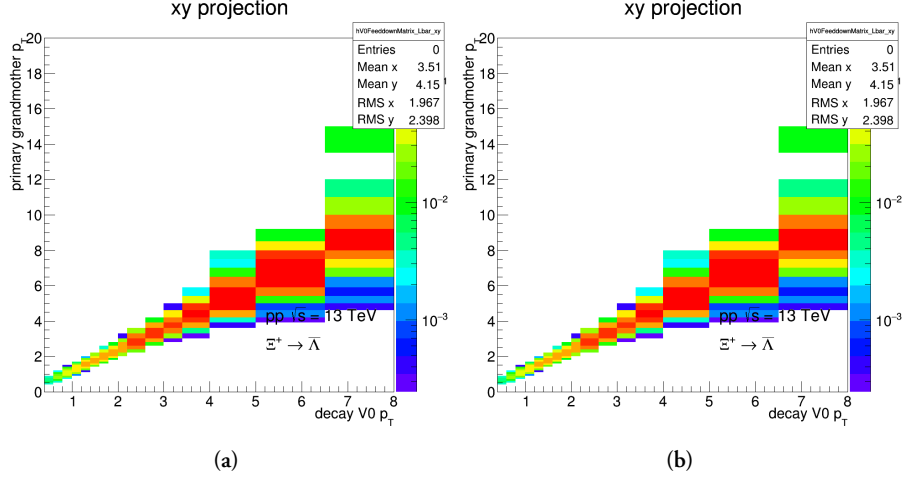 xy projection
hV0FeeddownMatrix_Lbar_xy
Entries 0
Mean x 3.51
Mean y 4.15
RMS x 1.967
RMS y 2.398
primary grandmother p_T
20
18
16
14
12
10
8
6
4
2
0
10⁻²
10⁻³
pp √s = 13 TeV
Ξ⁺ → Λ̅
1 2 3 4 5 6 7 8
decay V0 p_T
(a)
xy projection
hV0FeeddownMatrix_Lbar_xy
Entries 0
Mean x 3.51
Mean y 4.15
RMS x 1.967
RMS y 2.398
primary grandmother p_T
20
18
16
14
12
10
8
6
4
2
0
10⁻²
10⁻³
pp √s = 13 TeV
Ξ⁺ → Λ̅
1 2 3 4 5 6 7 8
decay V0 p_T
(b)